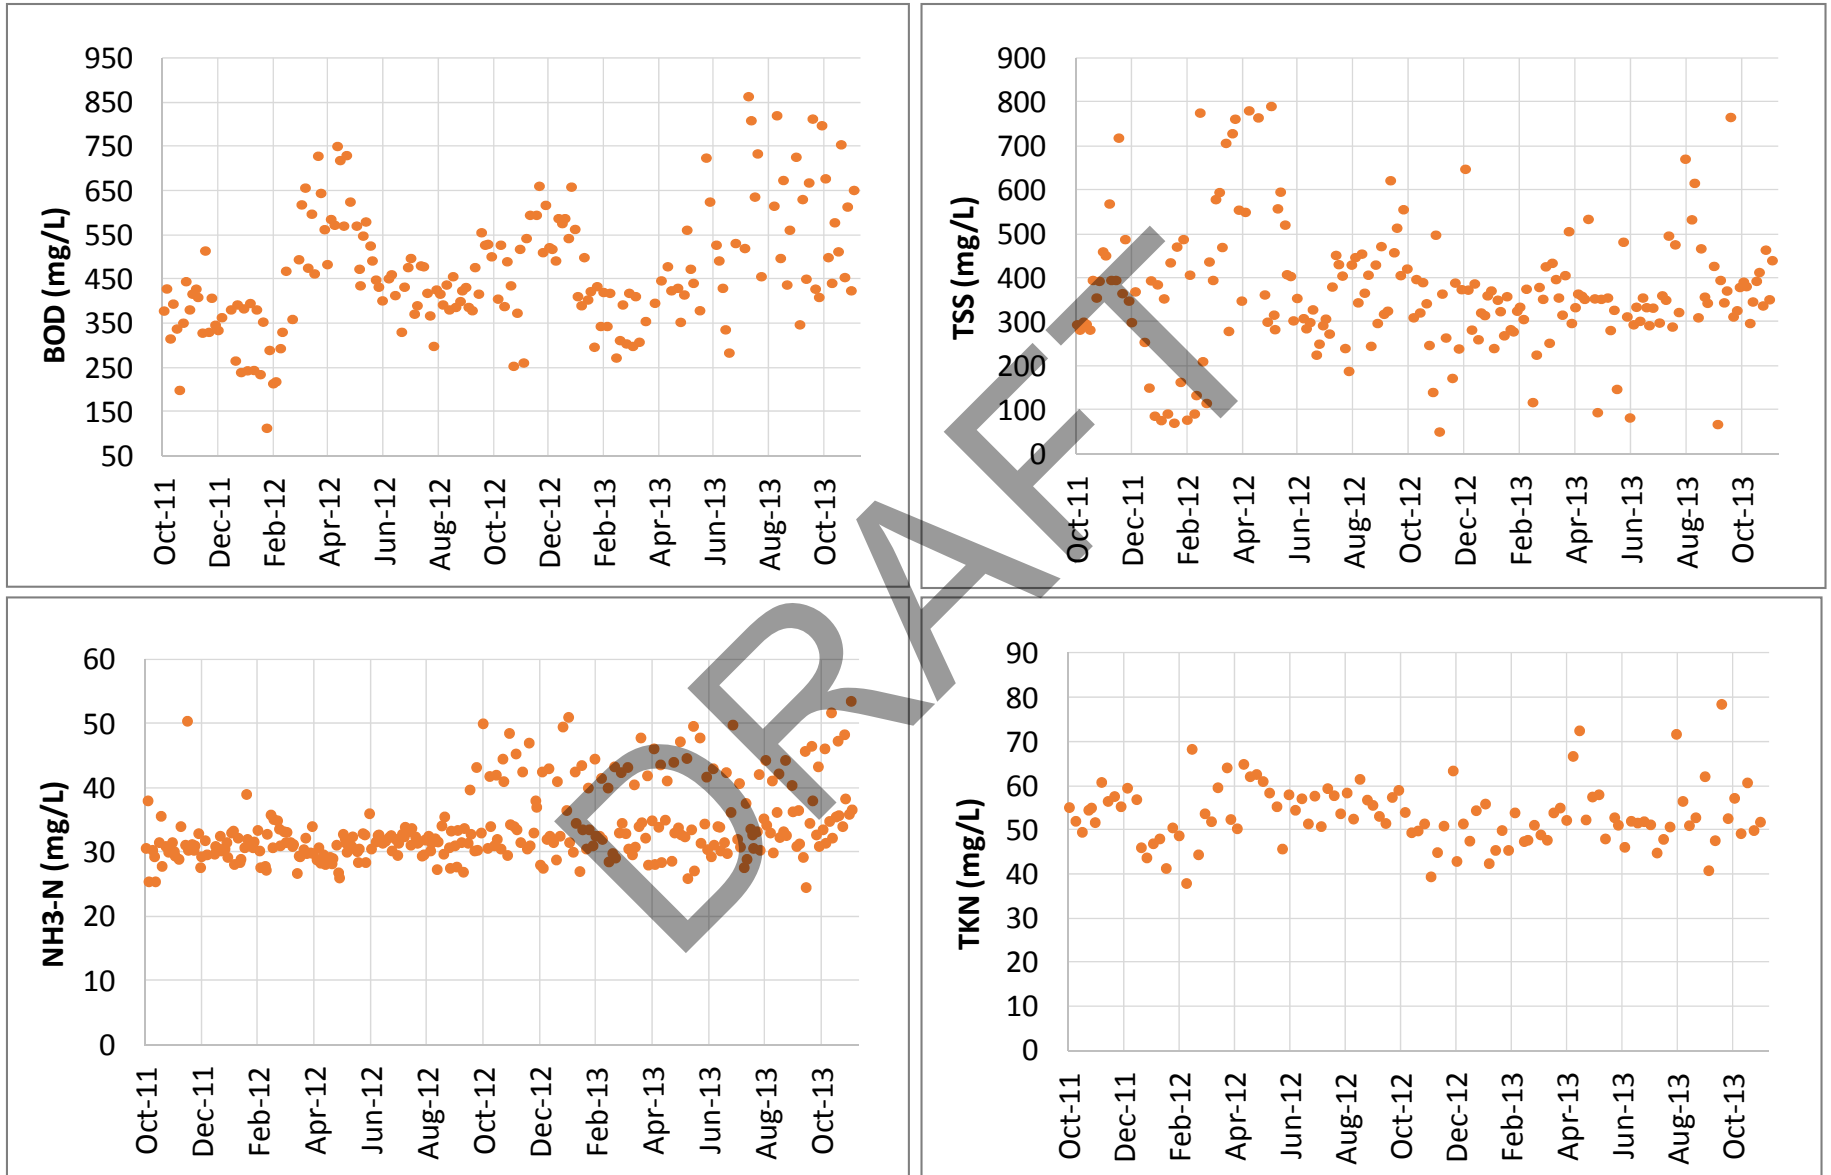 950
850
750
650
550
450
350
250
150
50
BOD (mg/L)
Oct-11
Dec-11
Feb-12
Apr-12
Jun-12
Aug-12
Oct-12
Dec-12
Feb-13
Apr-13
Jun-13
Aug-13
Oct-13
900
800
700
600
500
400
300
200
100
0
TSS (mg/L)
Oct-11
Dec-11
Feb-12
Apr-12
Jun-12
Aug-12
Oct-12
Dec-12
Feb-13
Apr-13
Jun-13
Aug-13
Oct-13
DRAFT
60
50
40
30
20
10
0
NH3-N (mg/L)
Oct-11
Dec-11
Feb-12
Apr-12
Jun-12
Aug-12
Oct-12
Dec-12
Feb-13
Apr-13
Jun-13
Aug-13
Oct-13
90
80
70
60
50
40
30
20
10
0
TKN (mg/L)
Oct-11
Dec-11
Feb-12
Apr-12
Jun-12
Aug-12
Oct-12
Dec-12
Feb-13
Apr-13
Jun-13
Aug-13
Oct-13